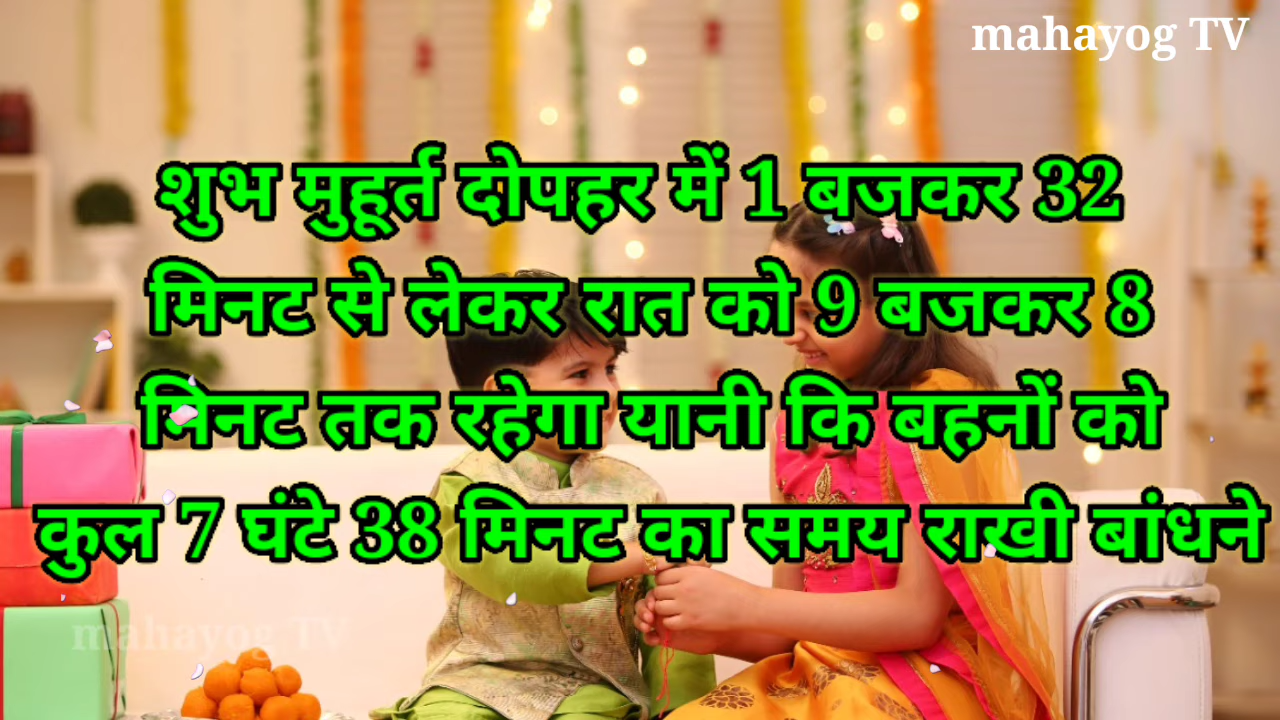 mahayog TV
शुभ मुहूर्त दोपहर में 1 बजकर 32
मिनट से लेकर रात को 9 बजकर 8
मिनट तक रहेगा यानी कि बहनों को
कुल 7 घंटे 38 मिनट का समय राखी बांधने
mahayog TV